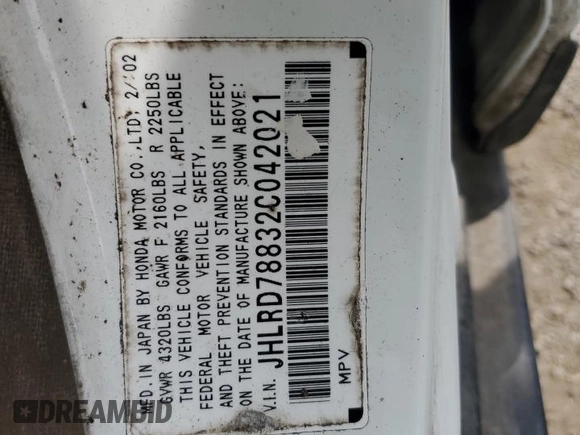 MFD. IN JAPAN BY HONDA MOTOR CO., LTD. 2/02
GVWR 4320LBS GAWR F 2160LBS R 2250LBS
THIS VEHICLE CONFORMS TO ALL APPLICABLE
FEDERAL MOTOR VEHICLE SAFETY,
AND THEFT PREVENTION STANDARDS IN EFFECT
ON THE DATE OF MANUFACTURE SHOWN ABOVE:
V.I.N. JHLRD78832C042021
MPV
DREAMBID